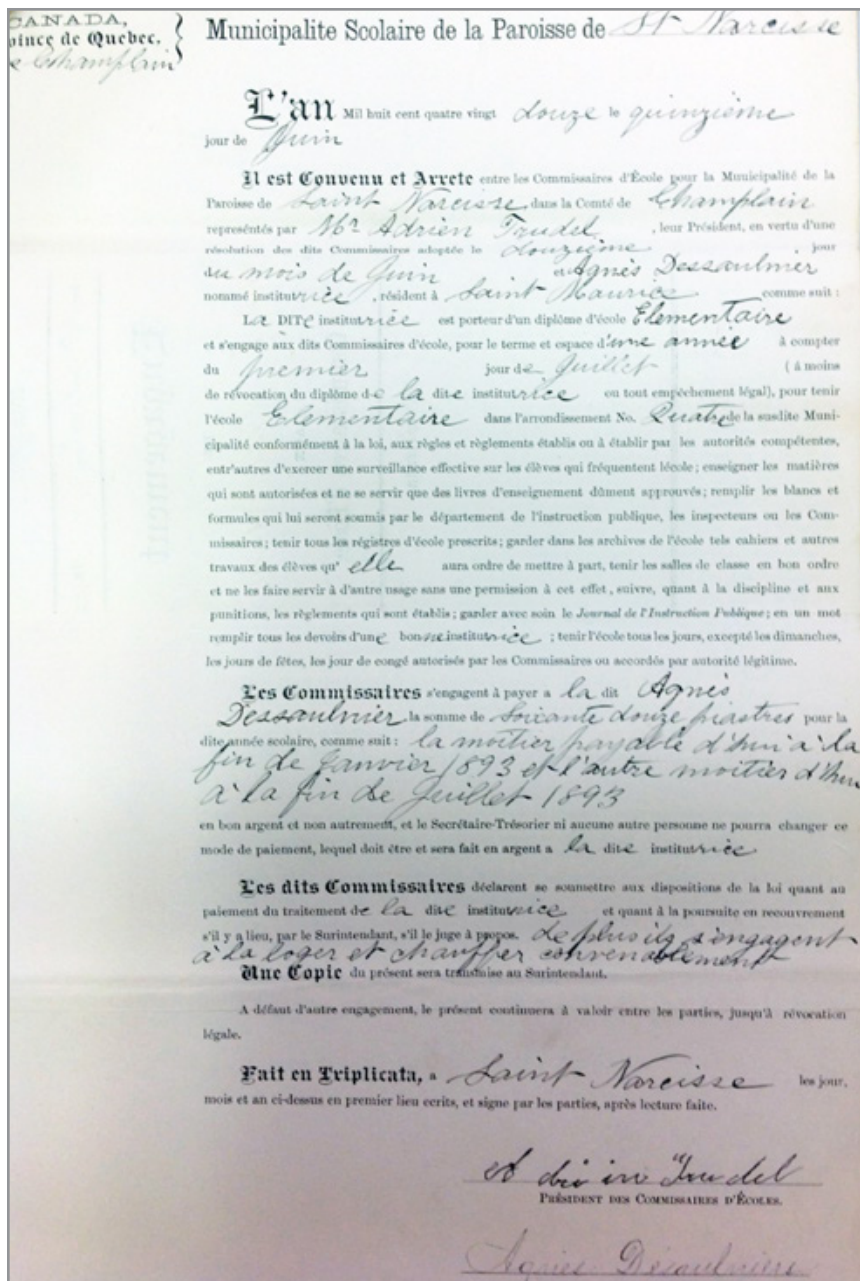 CANADA,
Province de Quebec.
de Champlain
Municipalite Scolaire de la Paroisse de St Narcisse
L'an Mil huit cent quatre vingt douze le quinzième
jour de Juin
Il est Convenu et Arrete entre les Commissaires d'École pour la Municipalité de la
Paroisse de Saint Narcisse dans la Comté de Champlain
représentés par Mr Adrien Trudel , leur Président, en vertu d'une
résolution des dits Commissaires adoptée le douzième jour
du mois de Juin et Agnès Dessaulnier
nommé institutrice , résident à Saint Maurice comme suit :
La DITe institutrice est porteur d'un diplôme d'école Elementaire
et s'engage aux dits Commissaires d'école, pour le terme et espace d'une année à compter
du premier jour de Juillet ( à moins
de révocation du diplôme de la dite institutrice ou tout empêchement légal), pour tenir
l'école Elementaire dans l'arrondissement No. Quatre de la susdite Muni-
cipalité conformément à la loi, aux règles et règlements établis ou à établir par les autorités compétentes,
entr'autres d'exercer une surveillance effective sur les élèves qui fréquentent lécole ; enseigner les matières
qui sont autorisées et ne se servir que des livres d'enseignement dûment approuvés ; remplir les blancs et
formules qui lui seront soumis par le département de l'instruction publique, les inspecteurs ou les Com-
missaires ; tenir tous les régistres d'école prescrits ; garder dans les archives de l'école tels cahiers et autres
travaux des élèves qu' elle aura ordre de mettre à part, tenir les salles de classe en bon ordre
et ne les faire servir à d'autre usage sans une permission à cet effet , suivre, quant à la discipline et aux
punitions, les règlements qui sont établis ; garder avec soin le Journal de l'Instruction Publique ; en un mot
remplir tous les devoirs d'une bonne institutrice ; tenir l'école tous les jours, excepté les dimanches,
les jours de fêtes, les jour de congé autorisés par les Commissaires ou accordés par autorité légitime.
Les Commissaires s'engagent à payer a la dit Agnès
Dessaulnier la somme de Soicante douze piastres pour la
dite année scolaire, comme suit : la moitier payable d'hui à la
fin de Janvier 1893 et l'autre moitier d'hui
à la fin de Juillet 1893
en bon argent et non autrement, et le Secrétaire-Trésorier ni aucune autre personne ne pourra changer ce
mode de paiement, lequel doit être et sera fait en argent a la dite institutrice
Les dits Commissaires déclarent se soumettre aux dispositions de la loi quant au
paiement du traitement de la dite institutrice et quant à la poursuite en recouvrement
s'il y a lieu, par le Surintendant, s'il le juge à propos. de plus ils s'engagent
à la loger et chauffer convenablement
Une Copie du présent sera transmise au Surintendant.
A défaut d'autre engagement, le présent continuera à valoir entre les parties, jusqu'à révocation
légale.
Fait en Triplicata, a Saint Narcisse les jour,
mois et an ci-dessus en premier lieu ecrits, et signe par les parties, après lecture faite.
Adrien Trudel
PRÉSIDENT DES COMMISSAIRES D'ÉCOLES.
Agnès Désaulniers